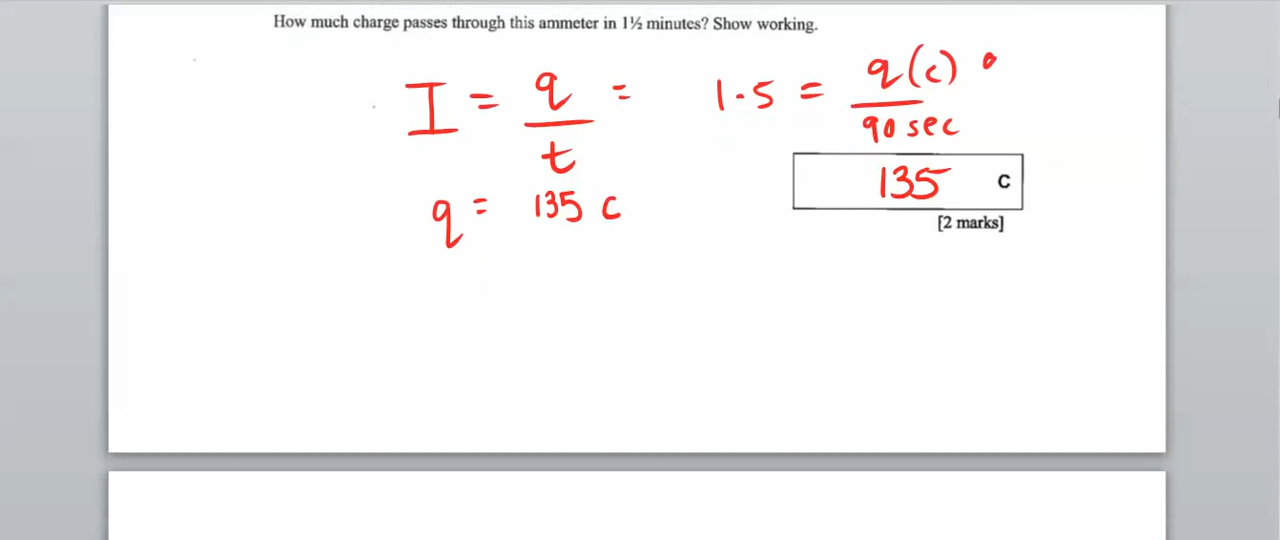 How much charge passes through this ammeter in 1½ minutes? Show working.
I = q/t = 1.5 = q(c)/90 sec
135 C
q = 135 c
[2 marks]